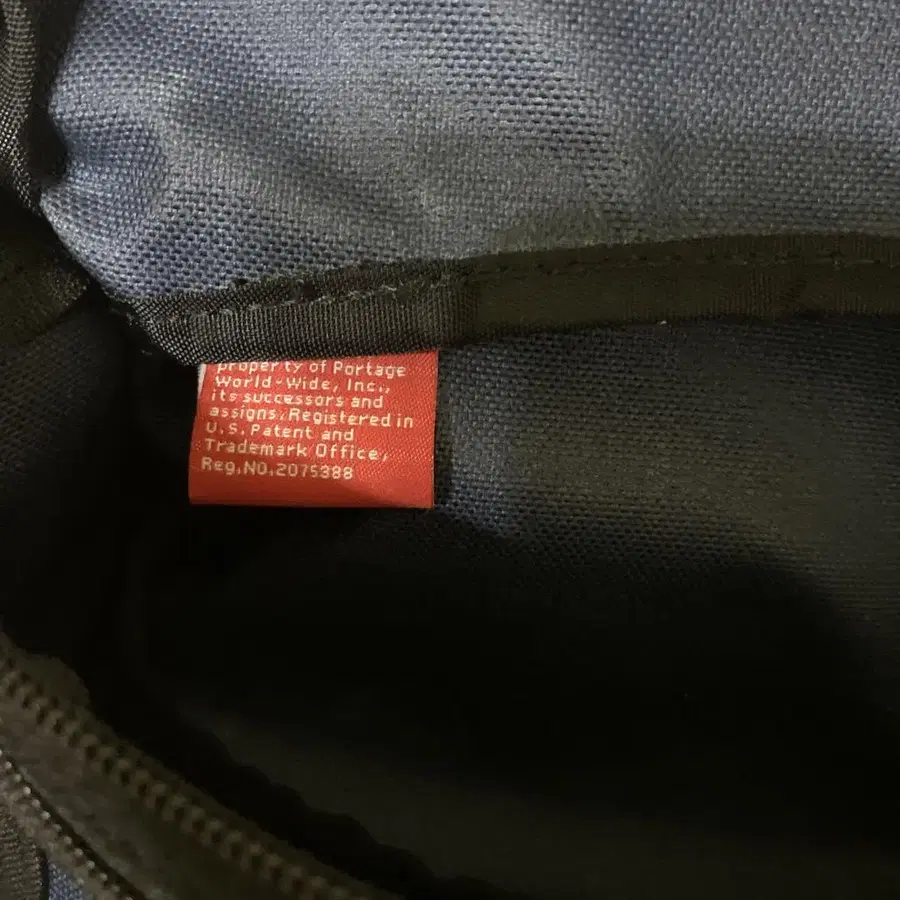 property of Portage
World-Wide, Inc.,
its successors and
assigns. Registered in
U.S. Patent and
Trademark Office,
Reg.NO.2075388